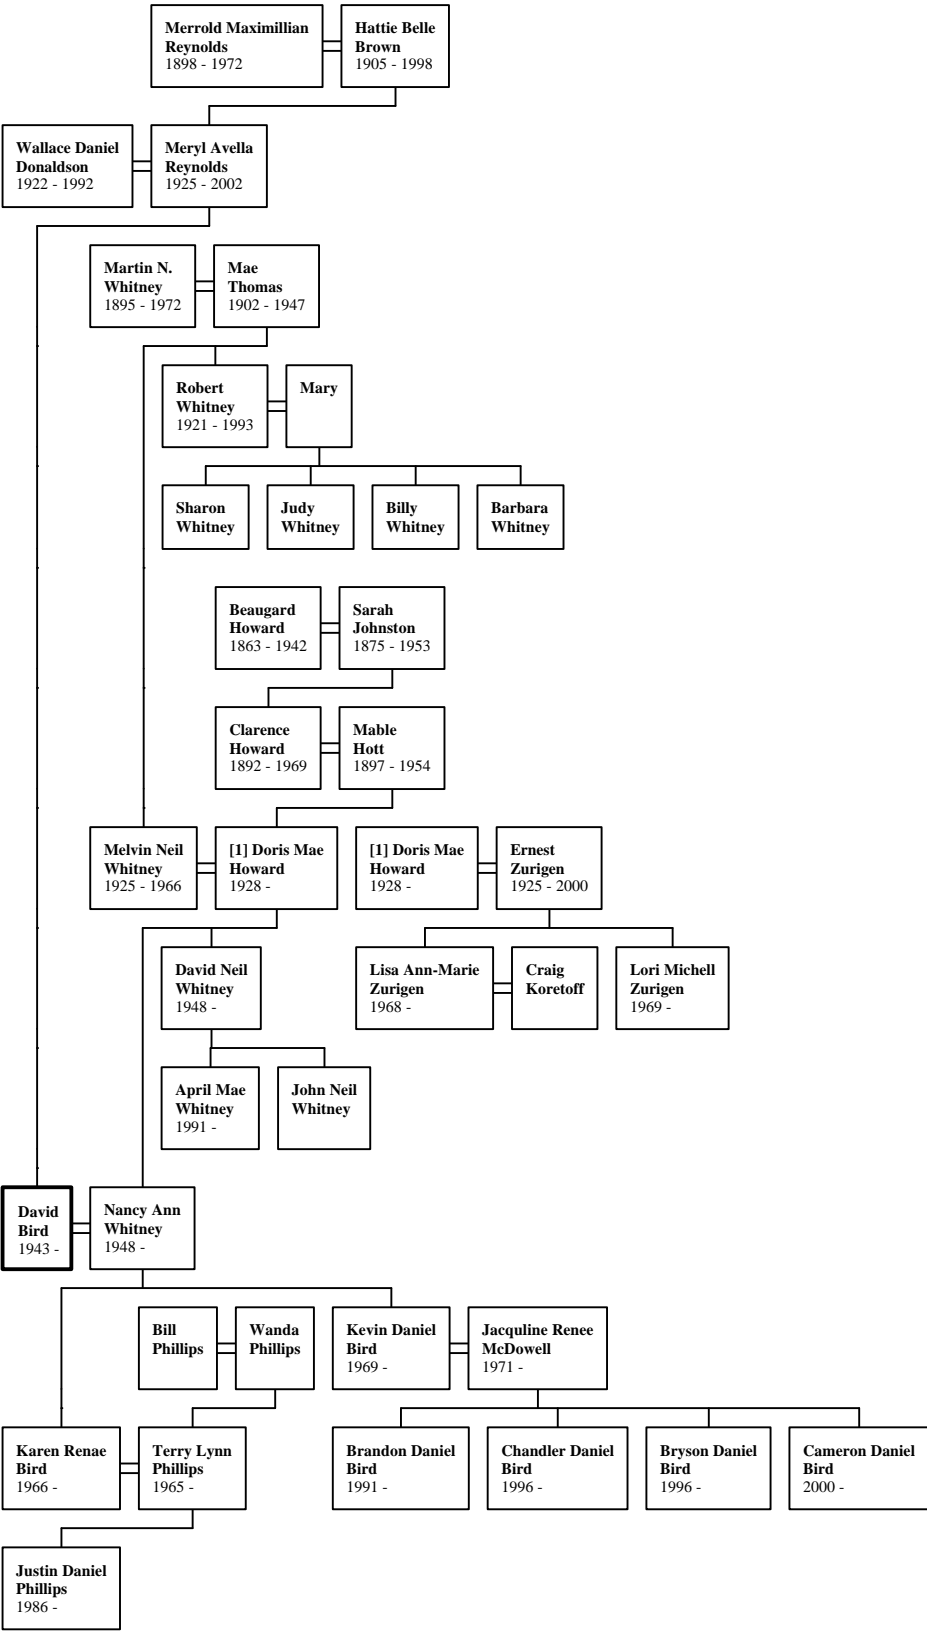 Merrold Maximillian
Reynolds
1898 - 1972
Hattie Belle
Brown
1905 - 1998
Wallace Daniel
Donaldson
1922 - 1992
Meryl Avella
Reynolds
1925 - 2002
Martin N.
Whitney
1895 - 1972
Mae
Thomas
1902 - 1947
Robert
Whitney
1921 - 1993
Mary
Sharon
Whitney
Judy
Whitney
Billy
Whitney
Barbara
Whitney
Beaugard
Howard
1863 - 1942
Sarah
Johnston
1875 - 1953
Clarence
Howard
1892 - 1969
Mable
Hott
1897 - 1954
Melvin Neil
Whitney
1925 - 1966
[1] Doris Mae
Howard
1928 -
[1] Doris Mae
Howard
1928 -
Ernest
Zurigen
1925 - 2000
David Neil
Whitney
1948 -
Lisa Ann-Marie
Zurigen
1968 -
Craig
Koretoff
Lori Michell
Zurigen
1969 -
April Mae
Whitney
1991 -
John Neil
Whitney
David
Bird
1943 -
Nancy Ann
Whitney
1948 -
Bill
Phillips
Wanda
Phillips
Kevin Daniel
Bird
1969 -
Jacquline Renee
McDowell
1971 -
Karen Renae
Bird
1966 -
Terry Lynn
Phillips
1965 -
Brandon Daniel
Bird
1991 -
Chandler Daniel
Bird
1996 -
Bryson Daniel
Bird
1996 -
Cameron Daniel
Bird
2000 -
Justin Daniel
Phillips
1986 -